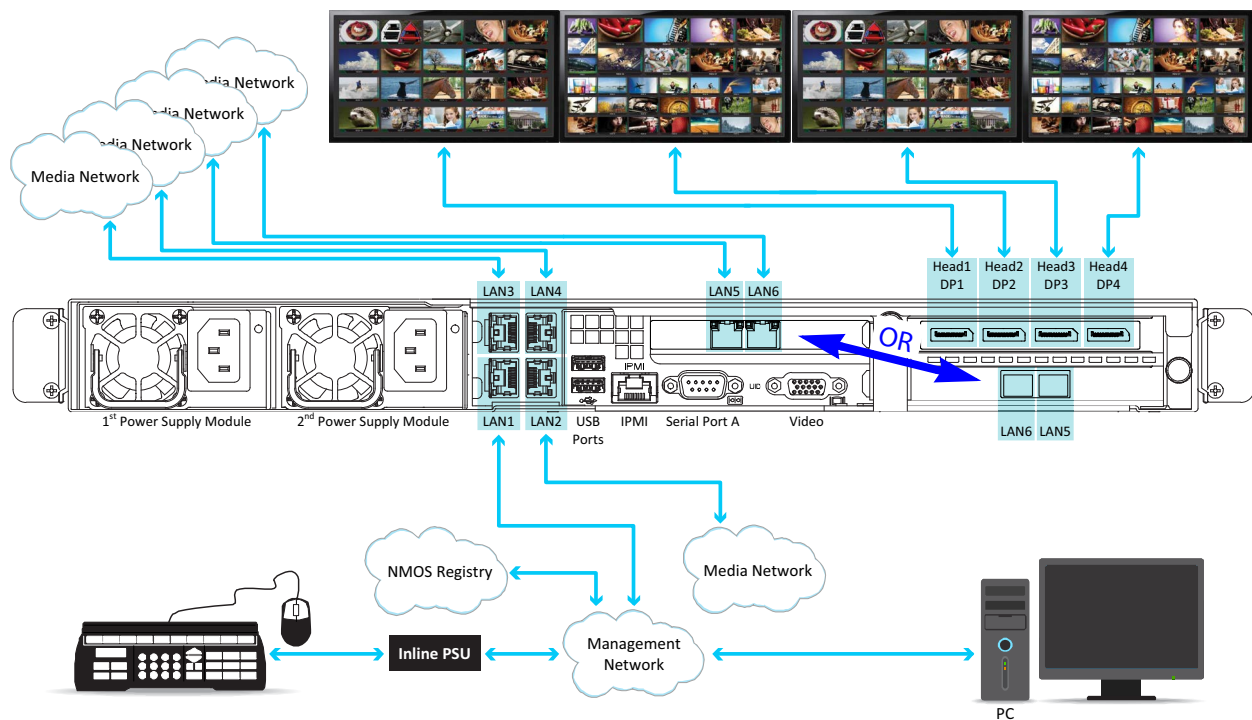 Media Network
Media Network
Media Network
Media Network
Head1
DP1
Head2
DP2
Head3
DP3
Head4
DP4
LAN3
LAN4
LAN5
LAN6
OR
IPMI
UID
1st Power Supply Module
2nd Power Supply Module
LAN1
LAN2
USB
Ports
IPMI
Serial Port A
Video
LAN6
LAN5
NMOS Registry
Media Network
Inline PSU
Management
Network
PC